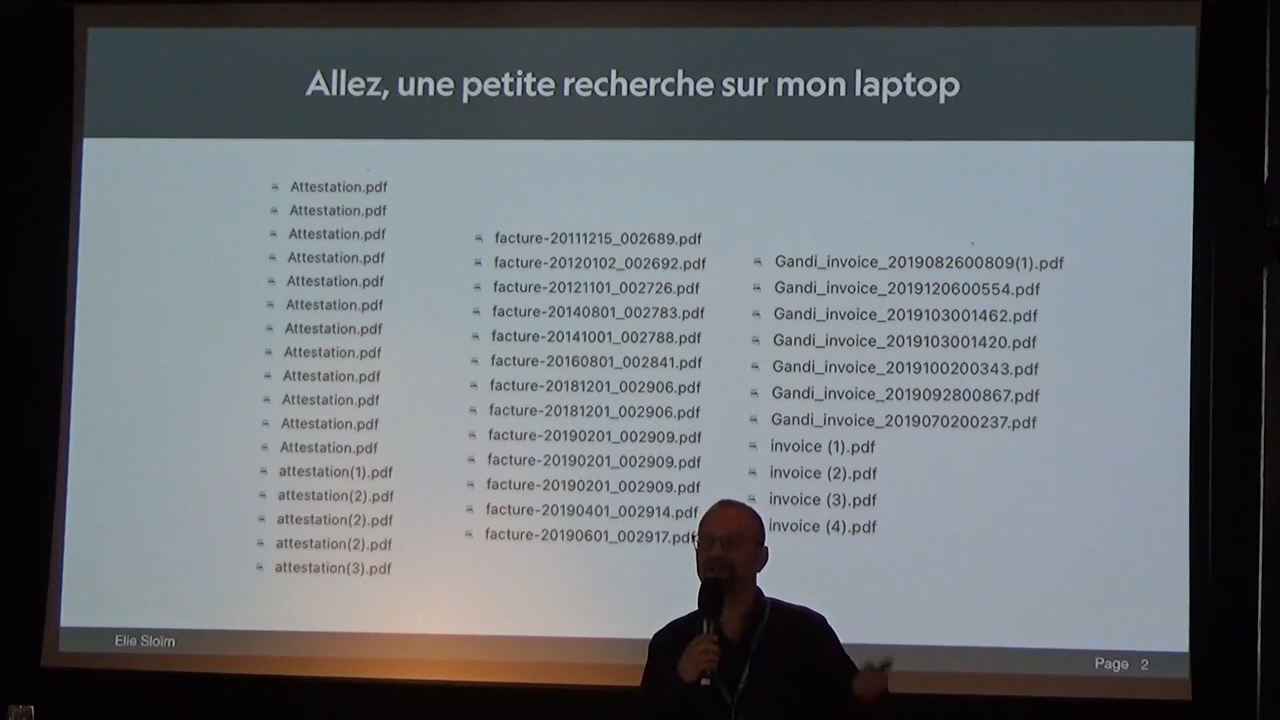 Allez, une petite recherche sur mon laptop
Attestation.pdf
Attestation.pdf
Attestation.pdf
Attestation.pdf
Attestation.pdf
Attestation.pdf
Attestation.pdf
Attestation.pdf
Attestation.pdf
Attestation.pdf
Attestation.pdf
Attestation.pdf
attestation(1).pdf
attestation(2).pdf
attestation(2).pdf
attestation(2).pdf
attestation(3).pdf
facture-20111215_002689.pdf
facture-20120102_002692.pdf
facture-20121101_002726.pdf
facture-20140801_002783.pdf
facture-20141001_002788.pdf
facture-20160801_002841.pdf
facture-20181201_002906.pdf
facture-20181201_002906.pdf
facture-20190201_002909.pdf
facture-20190201_002909.pdf
facture-20190201_002909.pdf
facture-20190401_002914.pdf
facture-20190601_002917.pdf
Gandi_invoice_2019082600809(1).pdf
Gandi_invoice_2019120600554.pdf
Gandi_invoice_2019103001462.pdf
Gandi_invoice_2019103001420.pdf
Gandi_invoice_2019100200343.pdf
Gandi_invoice_2019092800867.pdf
Gandi_invoice_2019070200237.pdf
invoice (1).pdf
invoice (2).pdf
invoice (3).pdf
invoice (4).pdf
Elie Sloïm
Page 2